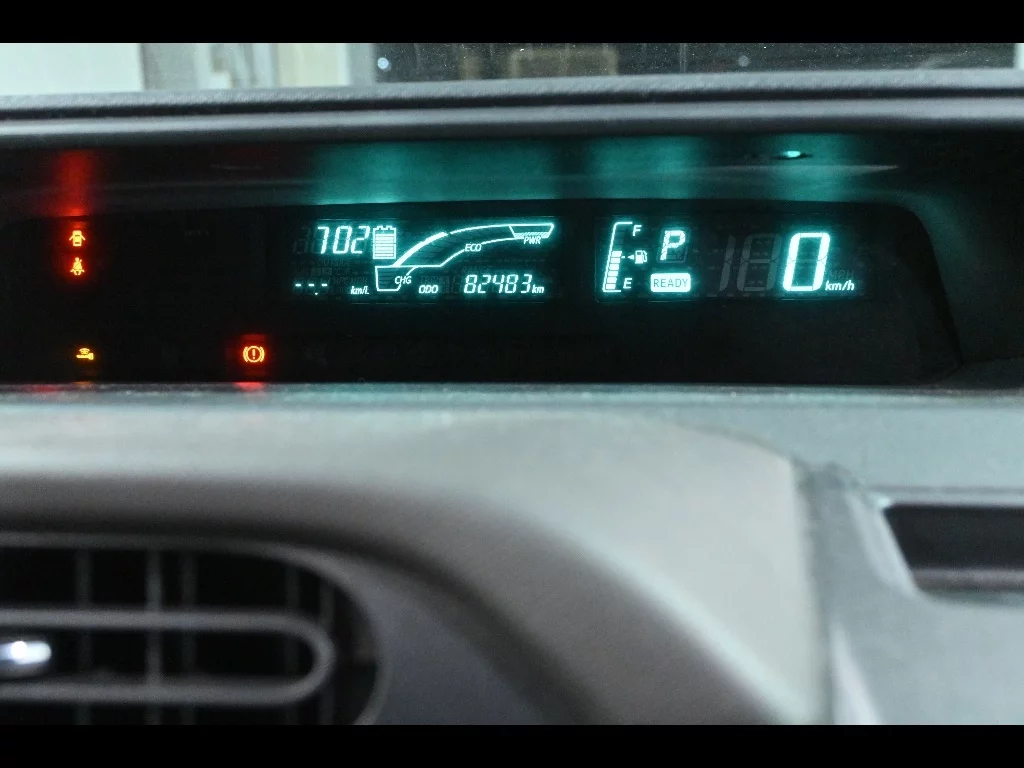 702
ECO
PWR
CHG
--- km/L
ODO 82483 km
F
E
P
READY
0 km/h